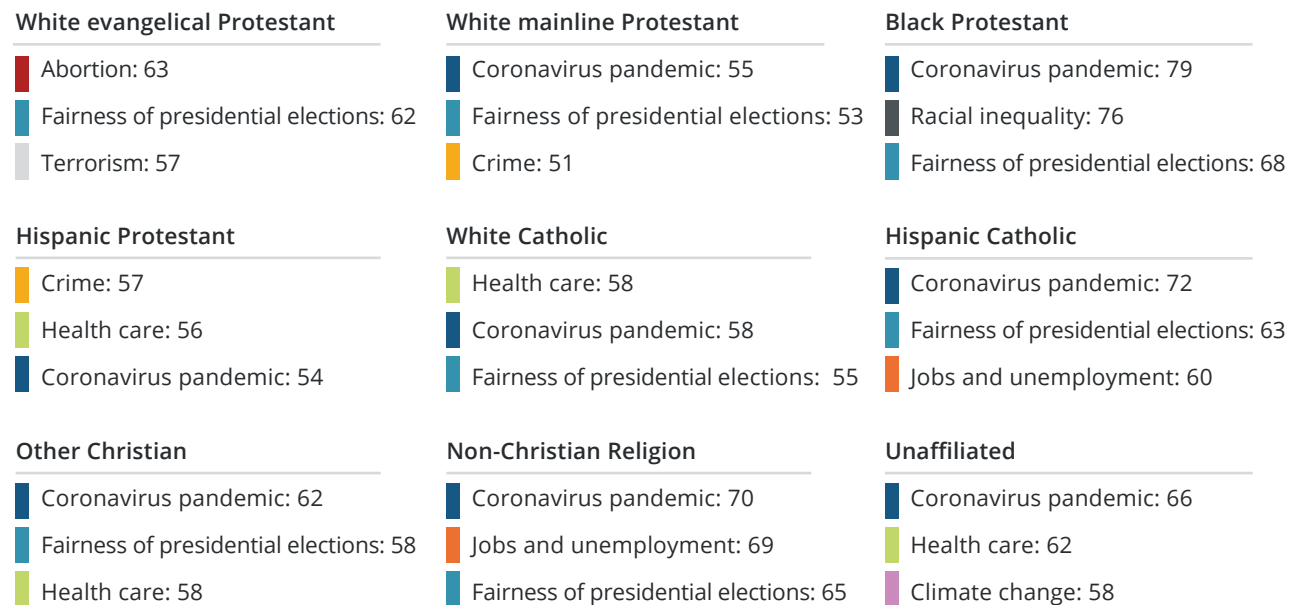 White evangelical Protestant
Abortion: 63
Fairness of presidential elections: 62
Terrorism: 57
White mainline Protestant
Coronavirus pandemic: 55
Fairness of presidential elections: 53
Crime: 51
Black Protestant
Coronavirus pandemic: 79
Racial inequality: 76
Fairness of presidential elections: 68
Hispanic Protestant
Crime: 57
Health care: 56
Coronavirus pandemic: 54
White Catholic
Health care: 58
Coronavirus pandemic: 58
Fairness of presidential elections: 55
Hispanic Catholic
Coronavirus pandemic: 72
Fairness of presidential elections: 63
Jobs and unemployment: 60
Other Christian
Coronavirus pandemic: 62
Fairness of presidential elections: 58
Health care: 58
Non-Christian Religion
Coronavirus pandemic: 70
Jobs and unemployment: 69
Fairness of presidential elections: 65
Unaffiliated
Coronavirus pandemic: 66
Health care: 62
Climate change: 58